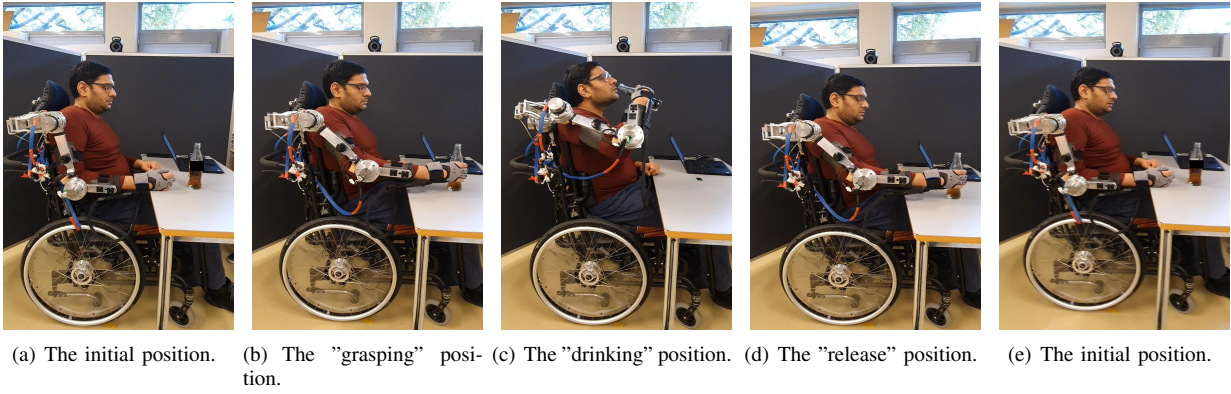 (a) The initial position.
(b) The ”grasping” posi-
tion.
(c) The ”drinking” position.
(d) The ”release” position.
(e) The initial position.